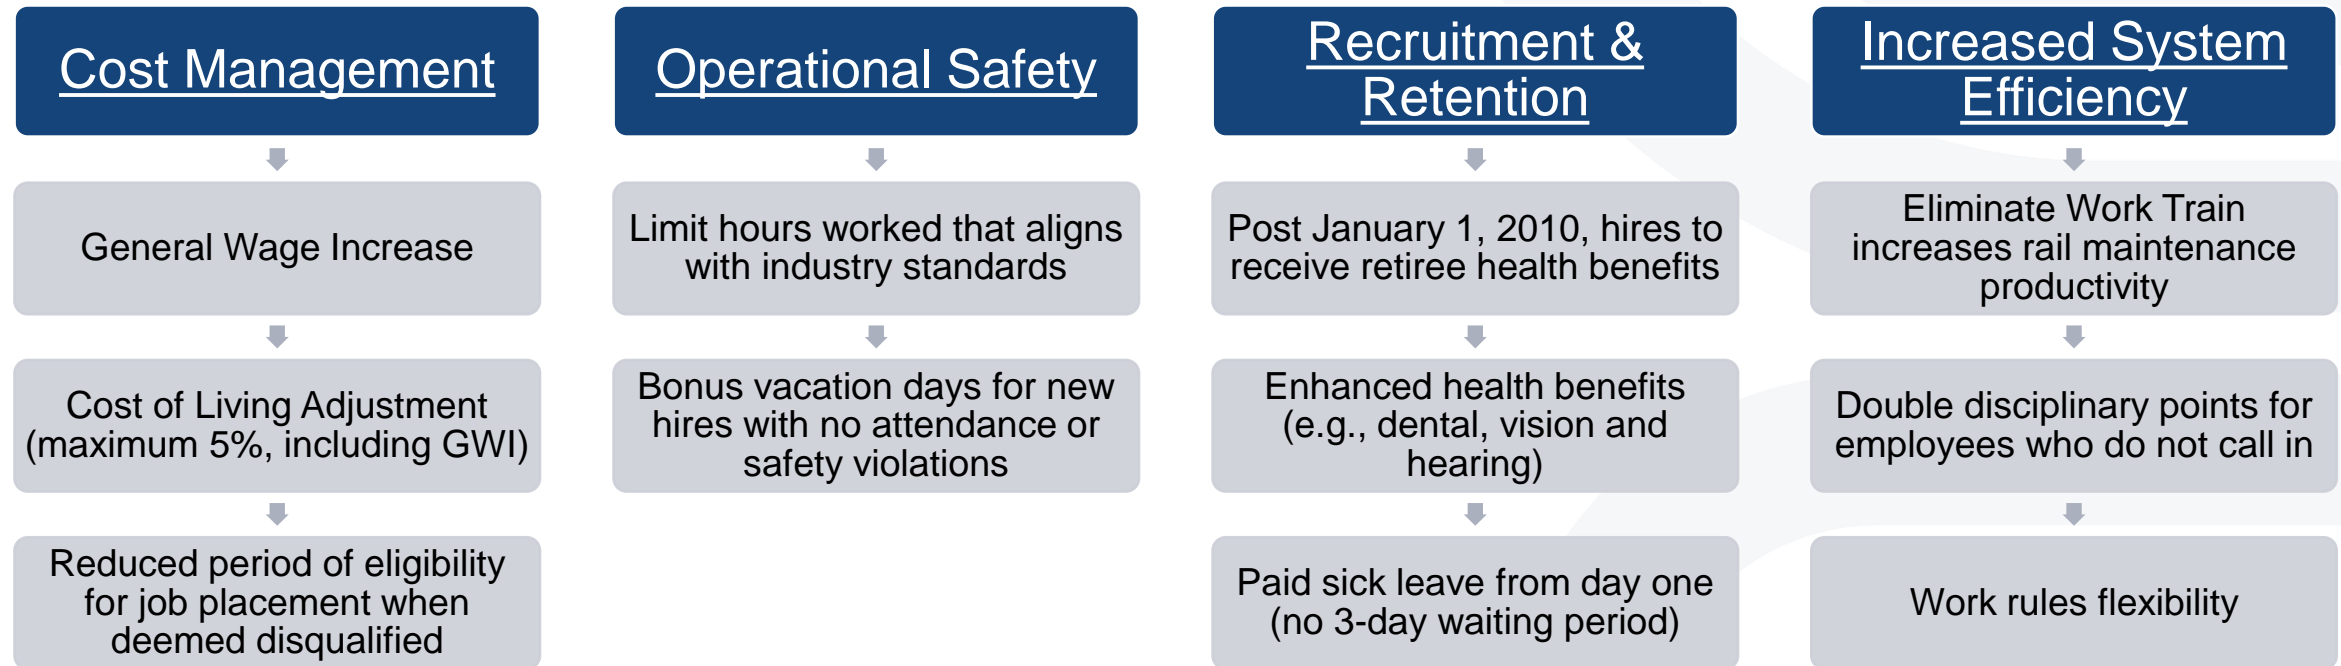 Cost Management
General Wage Increase
Cost of Living Adjustment
(maximum 5%, including GWI)
Reduced period of eligibility
for job placement when
deemed disqualified
Operational Safety
Limit hours worked that aligns
with industry standards
Bonus vacation days for new
hires with no attendance or
safety violations
Recruitment &
Retention
Post January 1, 2010, hires to
receive retiree health benefits
Enhanced health benefits
(e.g., dental, vision and
hearing)
Paid sick leave from day one
(no 3-day waiting period)
Increased System
Efficiency
Eliminate Work Train
increases rail maintenance
productivity
Double disciplinary points for
employees who do not call in
Work rules flexibility